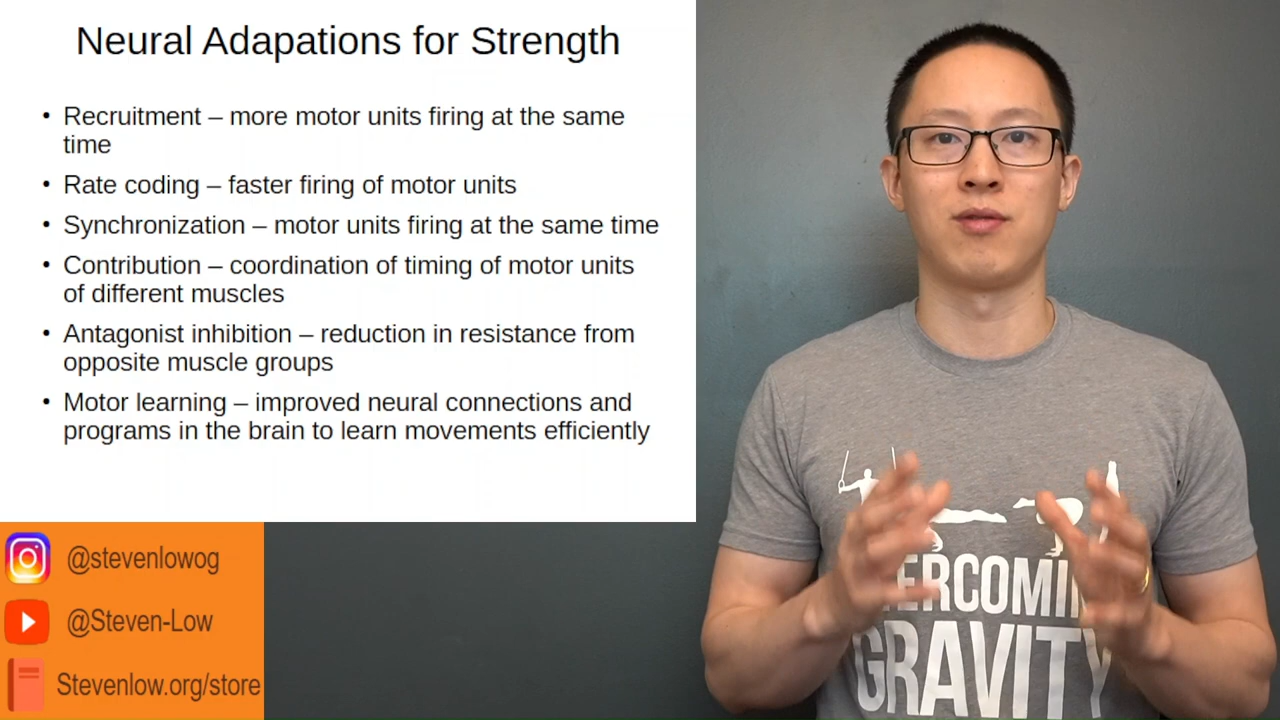 Neural Adapations for Strength
• Recruitment – more motor units firing at the same
time
• Rate coding – faster firing of motor units
• Synchronization – motor units firing at the same time
• Contribution – coordination of timing of motor units
of different muscles
• Antagonist inhibition – reduction in resistance from
opposite muscle groups
• Motor learning – improved neural connections and
programs in the brain to learn movements efficiently
@stevenlowog
@Steven-Low
Stevenlow.org/store
GRAVITY